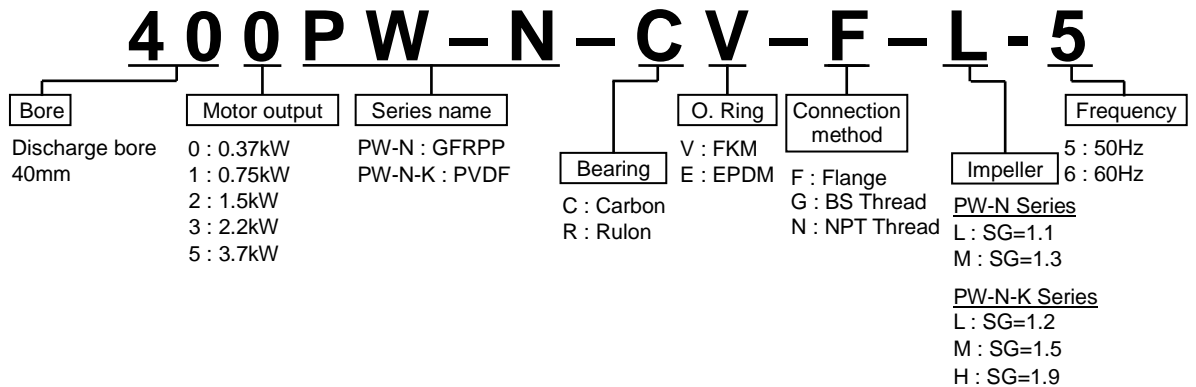 400PW–N–CV–F–L-5
Bore
Discharge bore
40mm
Motor output
0 : 0.37kW
1 : 0.75kW
2 : 1.5kW
3 : 2.2kW
5 : 3.7kW
Series name
PW-N : GFRPP
PW-N-K : PVDF
Bearing
C : Carbon
R : Rulon
O. Ring
V : FKM
E : EPDM
Connection
method
F : Flange
G : BS Thread
N : NPT Thread
Impeller
PW-N Series
L : SG=1.1
M : SG=1.3
PW-N-K Series
L : SG=1.2
M : SG=1.5
H : SG=1.9
Frequency
5 : 50Hz
6 : 60Hz